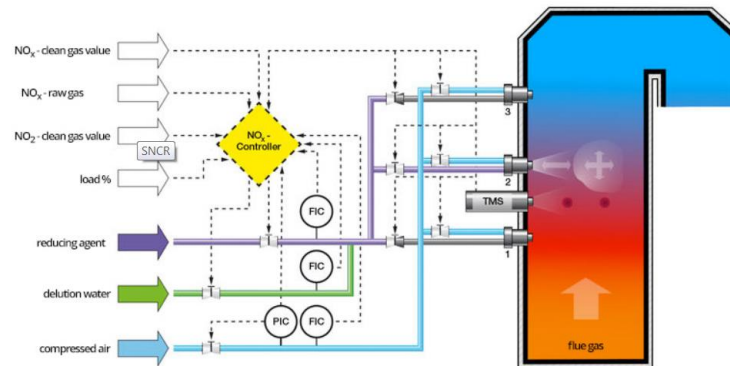 NOx - clean gas value
NOx - raw gas
NO2 - clean gas value
SNCR
load %
NOx -
Controller
reducing agent
delution water
compressed air
FIC
FIC
PIC
FIC
3
2
TMS
1
flue gas